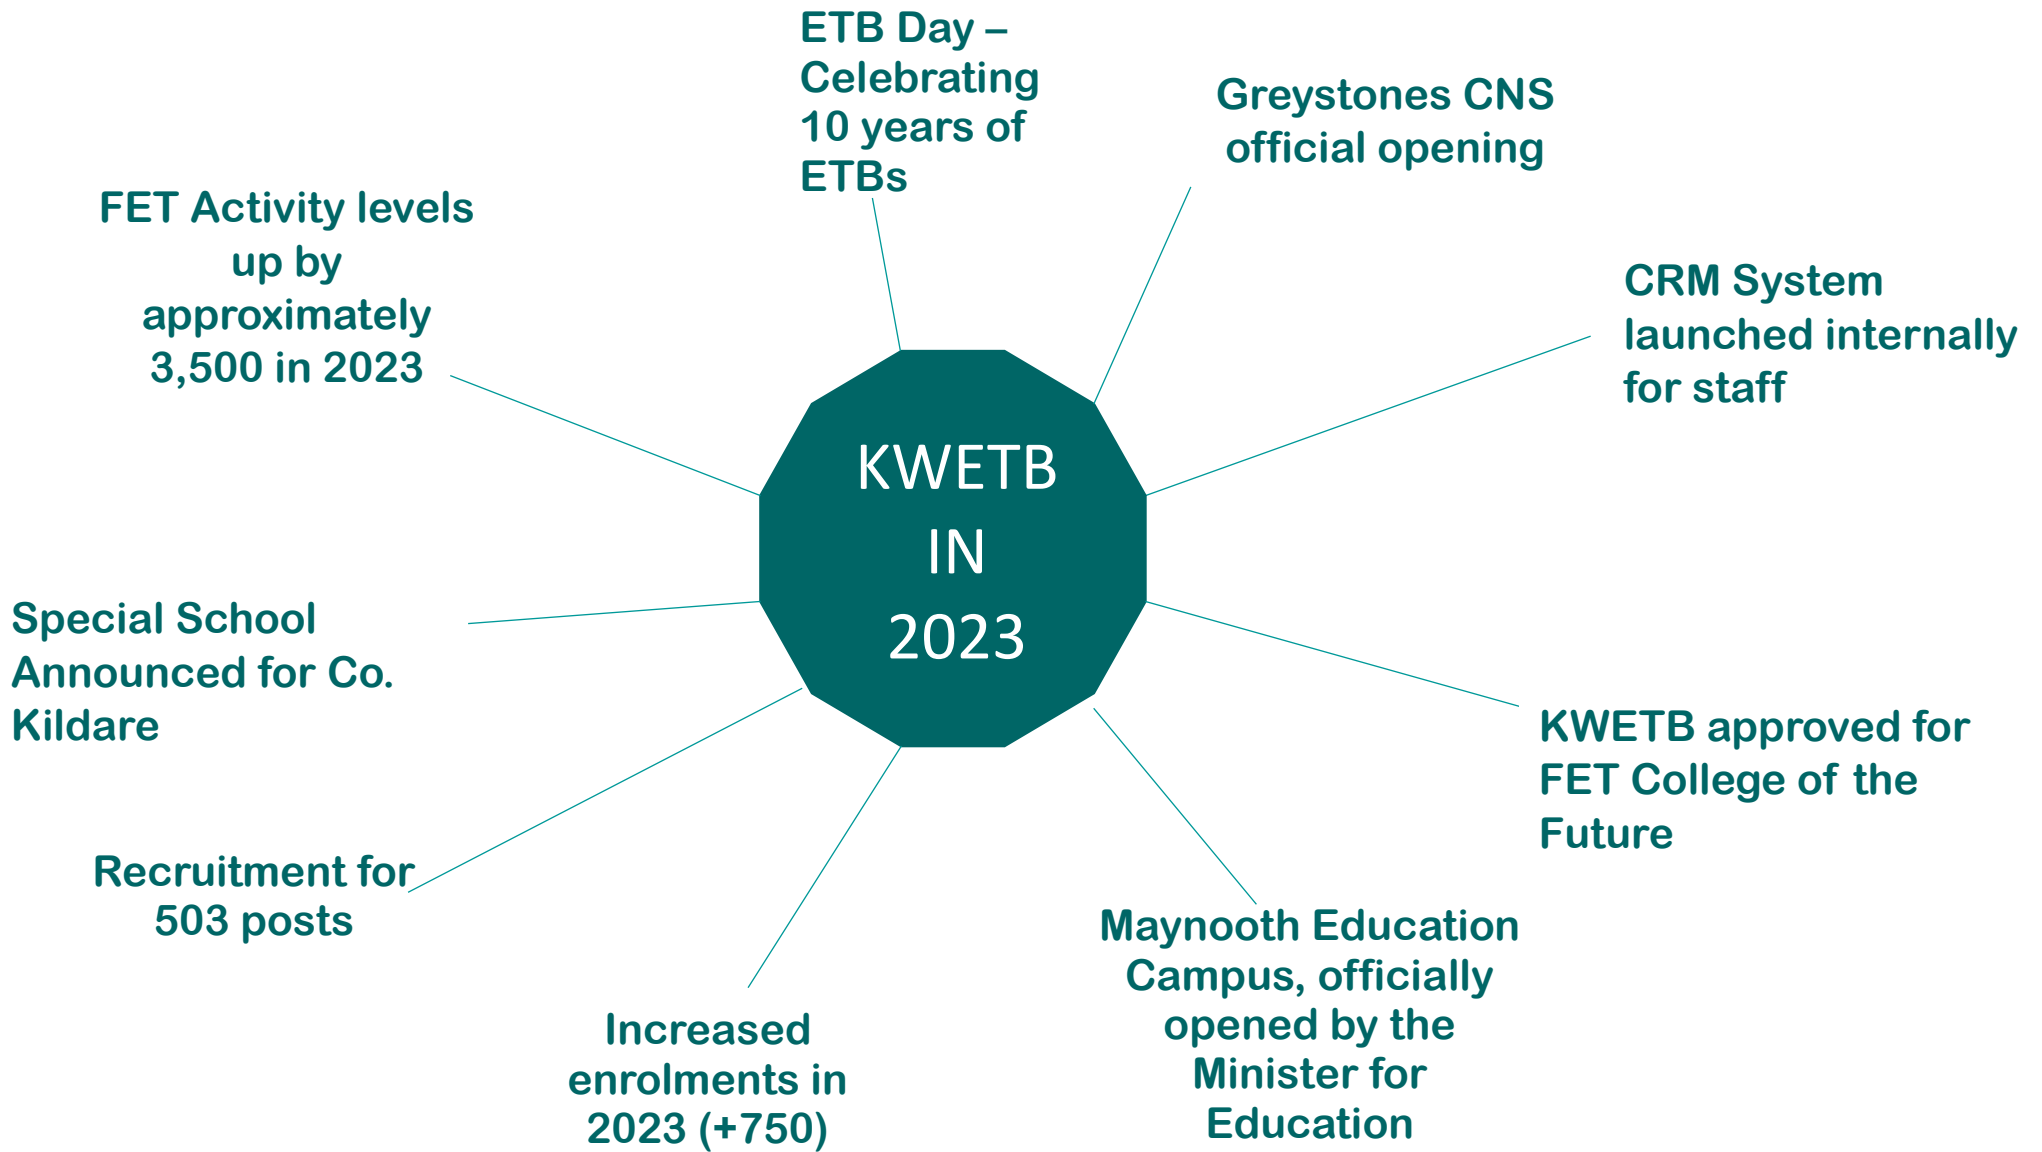 ETB Day –
Celebrating
10 years of
ETBs
Greystones CNS
official opening
CRM System
launched internally
for staff
KWETB approved for
FET College of the
Future
Maynooth Education
Campus, officially
opened by the
Minister for
Education
Increased
enrolments in
2023 (+750)
Recruitment for
503 posts
Special School
Announced for Co.
Kildare
FET Activity levels
up by
approximately
3,500 in 2023
KWETB
IN
2023